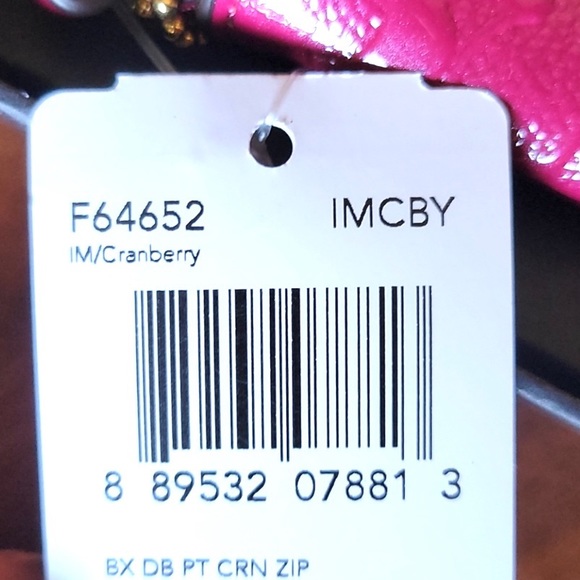 F64652 IMCBY
IM/Cranberry
8 89532 07881 3
BX DB PT CRN ZIP